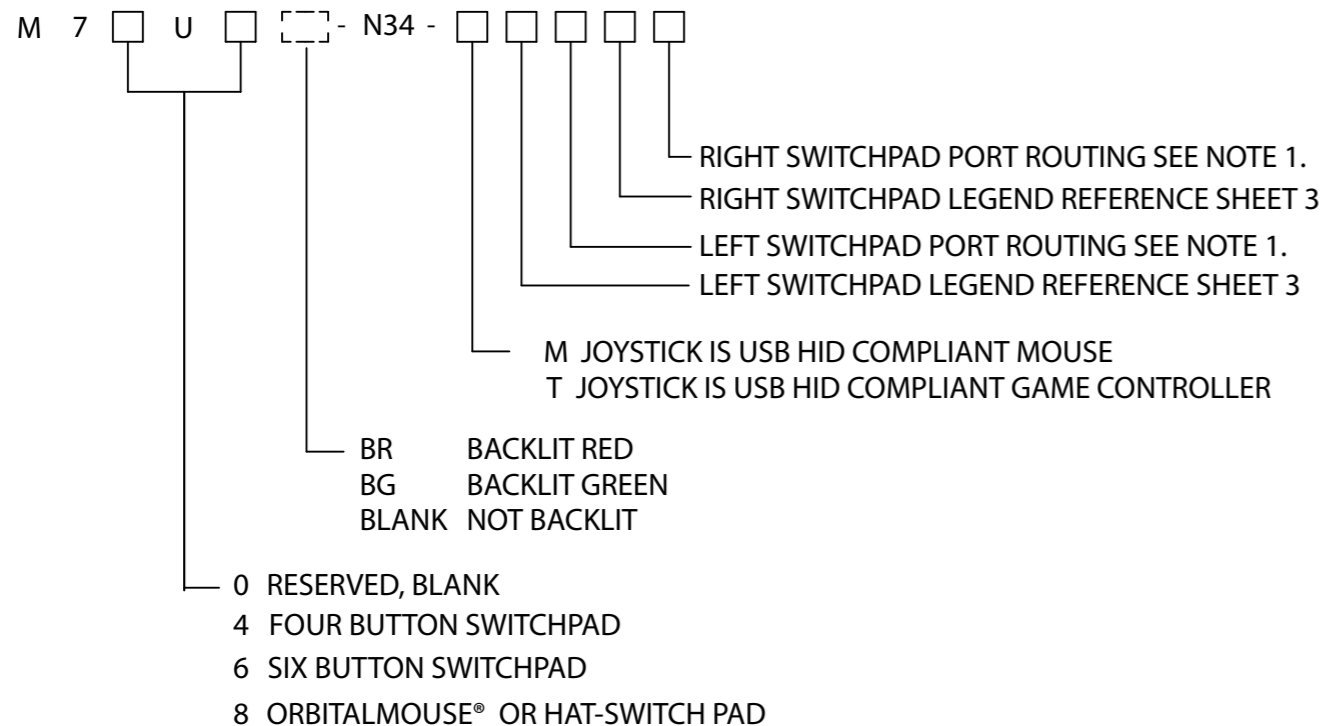 M 7 □ U □ - N34 - □ □ □ □ □
RIGHT SWITCHPAD PORT ROUTING SEE NOTE 1.
RIGHT SWITCHPAD LEGEND REFERENCE SHEET 3
LEFT SWITCHPAD PORT ROUTING SEE NOTE 1.
LEFT SWITCHPAD LEGEND REFERENCE SHEET 3
M JOYSTICK IS USB HID COMPLIANT MOUSE
T JOYSTICK IS USB HID COMPLIANT GAME CONTROLLER
BR BACKLIT RED
BG BACKLIT GREEN
BLANK NOT BACKLIT
0 RESERVED, BLANK
4 FOUR BUTTON SWITCHPAD
6 SIX BUTTON SWITCHPAD
8 ORBITALMOUSE® OR HAT-SWITCH PAD